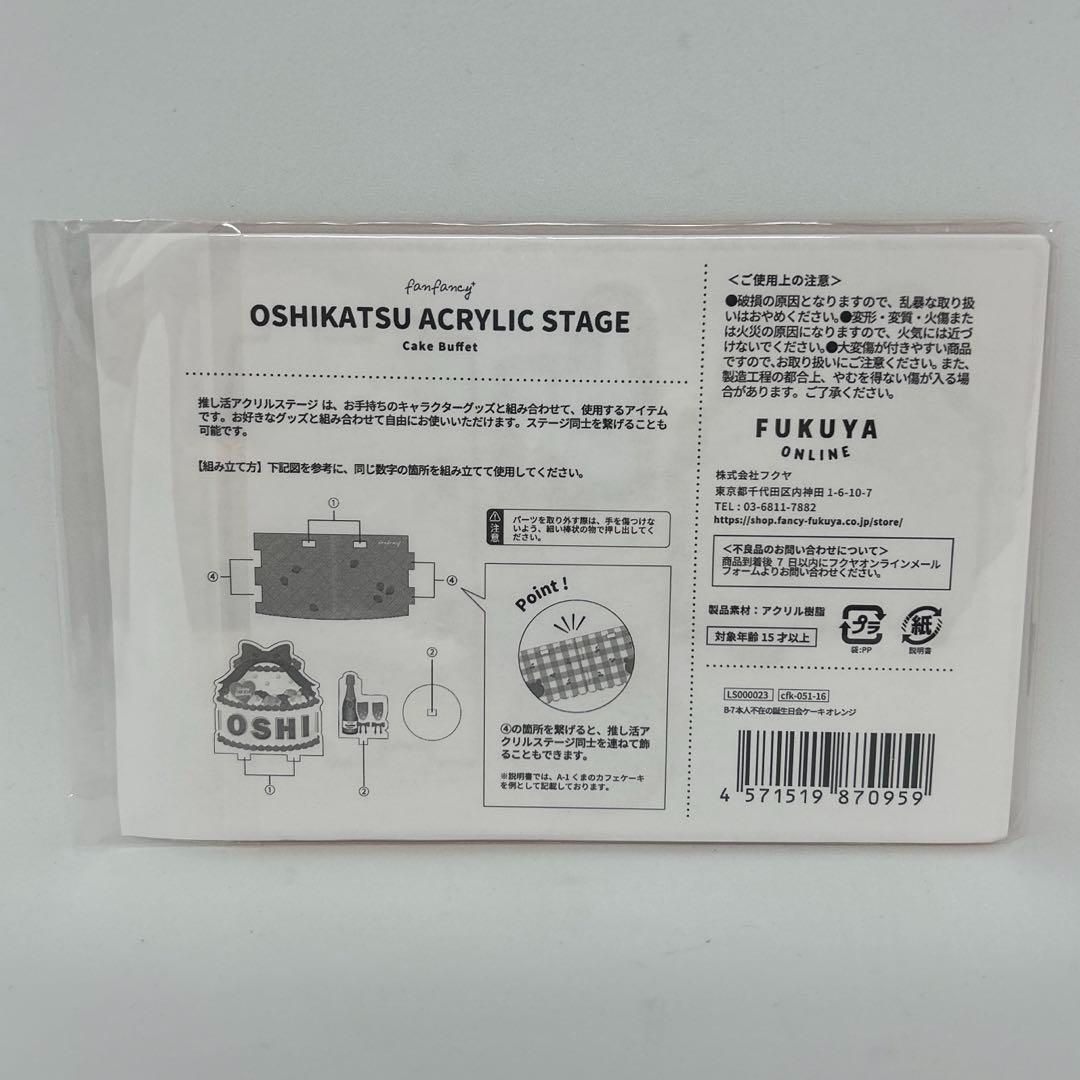 fanfancy+
OSHIKATSU ACRYLIC STAGE
Cake Buffet
推し活アクリルステージ は、お手持ちのキャラクターグッズと組み合わせて、使用するアイテム
です。お好きなグッズと組み合わせて自由にお使いいただけます。ステージ同士を繋げることも
可能です。
【組み立て方】下記図を参考に、同じ数字の箇所を組み立てて使用してください。
①
④
④
fanfancy
注意
パーツを取り外す際は、手を傷つけな
いよう、細い棒状の物で押し出してく
ださい。
Point!
OSHI
②
①
②
④の箇所を繋げると、推し活ア
クリルステージ同士を連ねて飾
ることもできます。
※説明書では、A-1 くまのカフェケーキ
を例として記載しております。
＜ご使用上の注意＞
●破損の原因となりますので、乱暴な取り扱
いはおやめください。●変形・変質・火傷また
は火災の原因になりますので、火気には近づ
けないでください。●大変傷が付きやすい商品
ですので、お取り扱いにご注意ください。また、
製造工程の都合上、やむを得ない傷が入る場
合があります。ご了承ください。
FUKUYA
ONLINE
株式会社フクヤ
東京都千代田区内神田 1-6-10-7
TEL : 03-6811-7882
https://shop.fancy-fukuya.co.jp/store/
＜不良品のお問い合わせについて＞
商品到着後 7 日以内にフクヤオンラインメール
フォームよりお問い合わせください。
製品素材：アクリル樹脂
対象年齢 15 才以上
プラ
袋:PP
紙
説明書
LS000023 cfk-051-16
B-7 本人不在の誕生日会ケーキ オレンジ
4 571519 870959